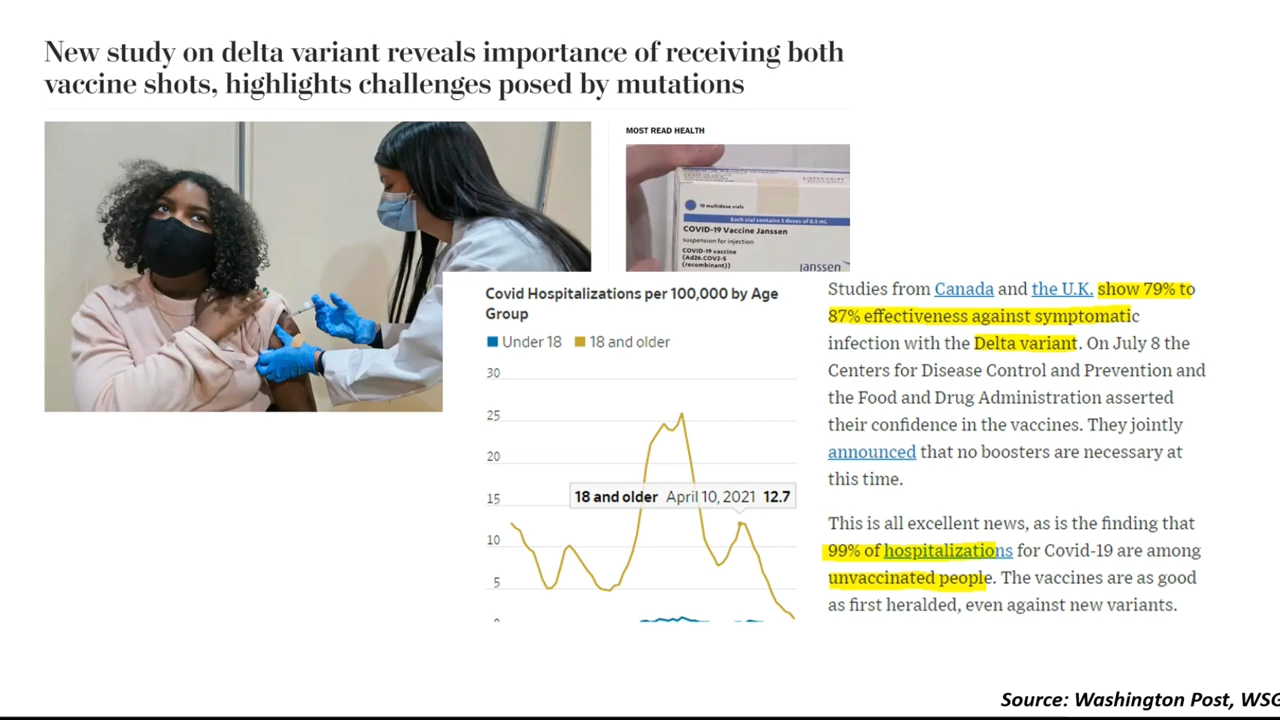 New study on delta variant reveals importance of receiving both
vaccine shots, highlights challenges posed by mutations
MOST READ HEALTH
janssen
10 multidose vials
Each vial contains 5 doses of 0.5 mL
COVID-19 Vaccine Janssen
suspension for injection
COVID-19 vaccine
(Ad26.COV2-S
(recombinant))
janssen
Covid Hospitalizations per 100,000 by Age
Group
Under 18 18 and older
30
25
20
15
10
5
18 and older April 10, 2021 12.7
Studies from Canada and the U.K. show 79% to
87% effectiveness against symptomatic
infection with the Delta variant. On July 8 the
Centers for Disease Control and Prevention and
the Food and Drug Administration asserted
their confidence in the vaccines. They jointly
announced that no boosters are necessary at
this time.
This is all excellent news, as is the finding that
99% of hospitalizations for Covid-19 are among
unvaccinated people. The vaccines are as good
as first heralded, even against new variants.
Source: Washington Post, WSG